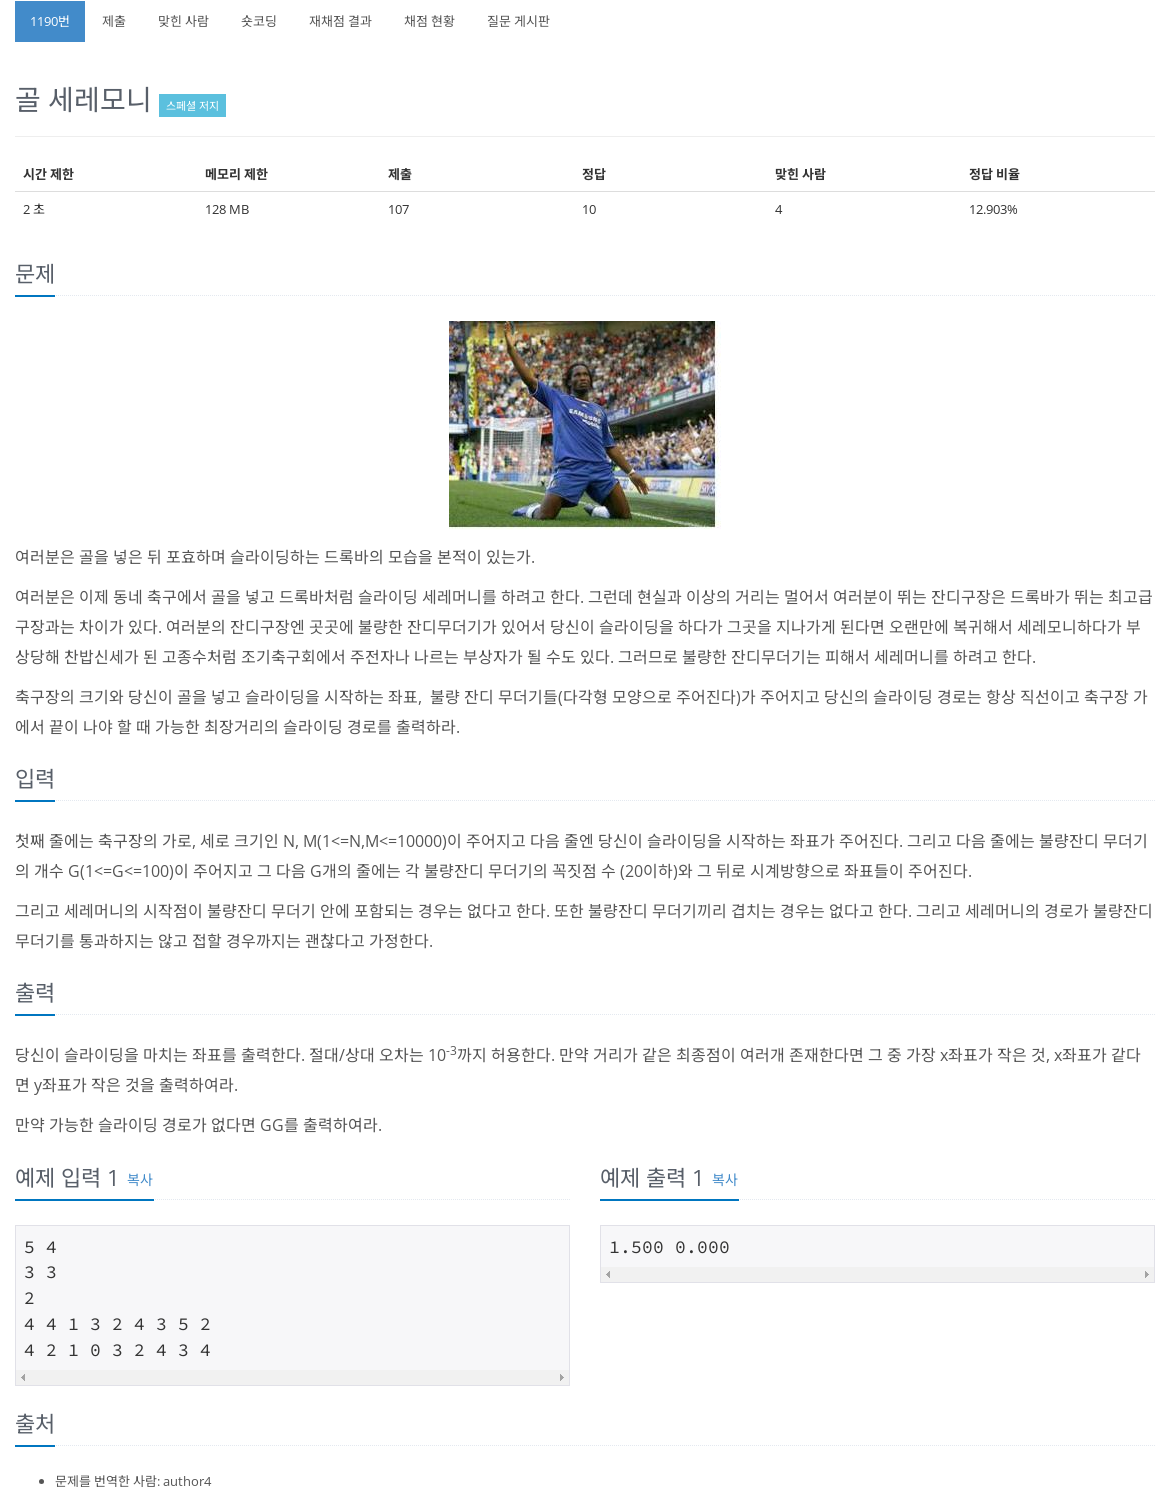 1190번 제출 맞힌 사람 숏코딩 재채점 결과 채점 현황 질문 게시판
골 세레모니 스페셜 저지
시간 제한 메모리 제한 제출 정답 맞힌 사람 정답 비율
2 초 128 MB 107 10 4 12.903%
문제
SAMSUNG
여러분은 골을 넣은 뒤 포효하며 슬라이딩하는 드록바의 모습을 본적이 있는가.
여러분은 이제 동네 축구에서 골을 넣고 드록바처럼 슬라이딩 세레머니를 하려고 한다. 그런데 현실과 이상의 거리는 멀어서 여러분이 뛰는 잔디구장은 드록바가 뛰는 최고급
구장과는 차이가 있다. 여러분의 잔디구장엔 곳곳에 불량한 잔디무더기가 있어서 당신이 슬라이딩을 하다가 그곳을 지나가게 된다면 오랜만에 복귀해서 세레모니하다가 부
상당해 찬밥신세가 된 고종수처럼 조기축구회에서 주전자나 나르는 부상자가 될 수도 있다. 그러므로 불량한 잔디무더기는 피해서 세레머니를 하려고 한다.
축구장의 크기와 당신이 골을 넣고 슬라이딩을 시작하는 좌표, 불량 잔디 무더기들(다각형 모양으로 주어진다)가 주어지고 당신의 슬라이딩 경로는 항상 직선이고 축구장 가
에서 끝이 나야 할 때 가능한 최장거리의 슬라이딩 경로를 출력하라.
입력
첫째 줄에는 축구장의 가로, 세로 크기인 N, M(1<=N,M<=10000)이 주어지고 다음 줄엔 당신이 슬라이딩을 시작하는 좌표가 주어진다. 그리고 다음 줄에는 불량잔디 무더기
의 개수 G(1<=G<=100)이 주어지고 그 다음 G개의 줄에는 각 불량잔디 무더기의 꼭짓점 수 (20이하)와 그 뒤로 시계방향으로 좌표들이 주어진다.
그리고 세레머니의 시작점이 불량잔디 무더기 안에 포함되는 경우는 없다고 한다. 또한 불량잔디 무더기끼리 겹치는 경우는 없다고 한다. 그리고 세레머니의 경로가 불량잔디
무더기를 통과하지는 않고 접할 경우까지는 괜찮다고 가정한다.
출력
당신이 슬라이딩을 마치는 좌표를 출력한다. 절대/상대 오차는 10-3까지 허용한다. 만약 거리가 같은 최종점이 여러개 존재한다면 그 중 가장 x좌표가 작은 것, x좌표가 같다
면 y좌표가 작은 것을 출력하여라.
만약 가능한 슬라이딩 경로가 없다면 GG를 출력하여라.
예제 입력 1 복사
5 4
3 3
2
4 4 1 3 2 4 3 5 2
4 2 1 0 3 2 4 3 4
예제 출력 1 복사
1.500 0.000
출처
문제를 번역한 사람: author4